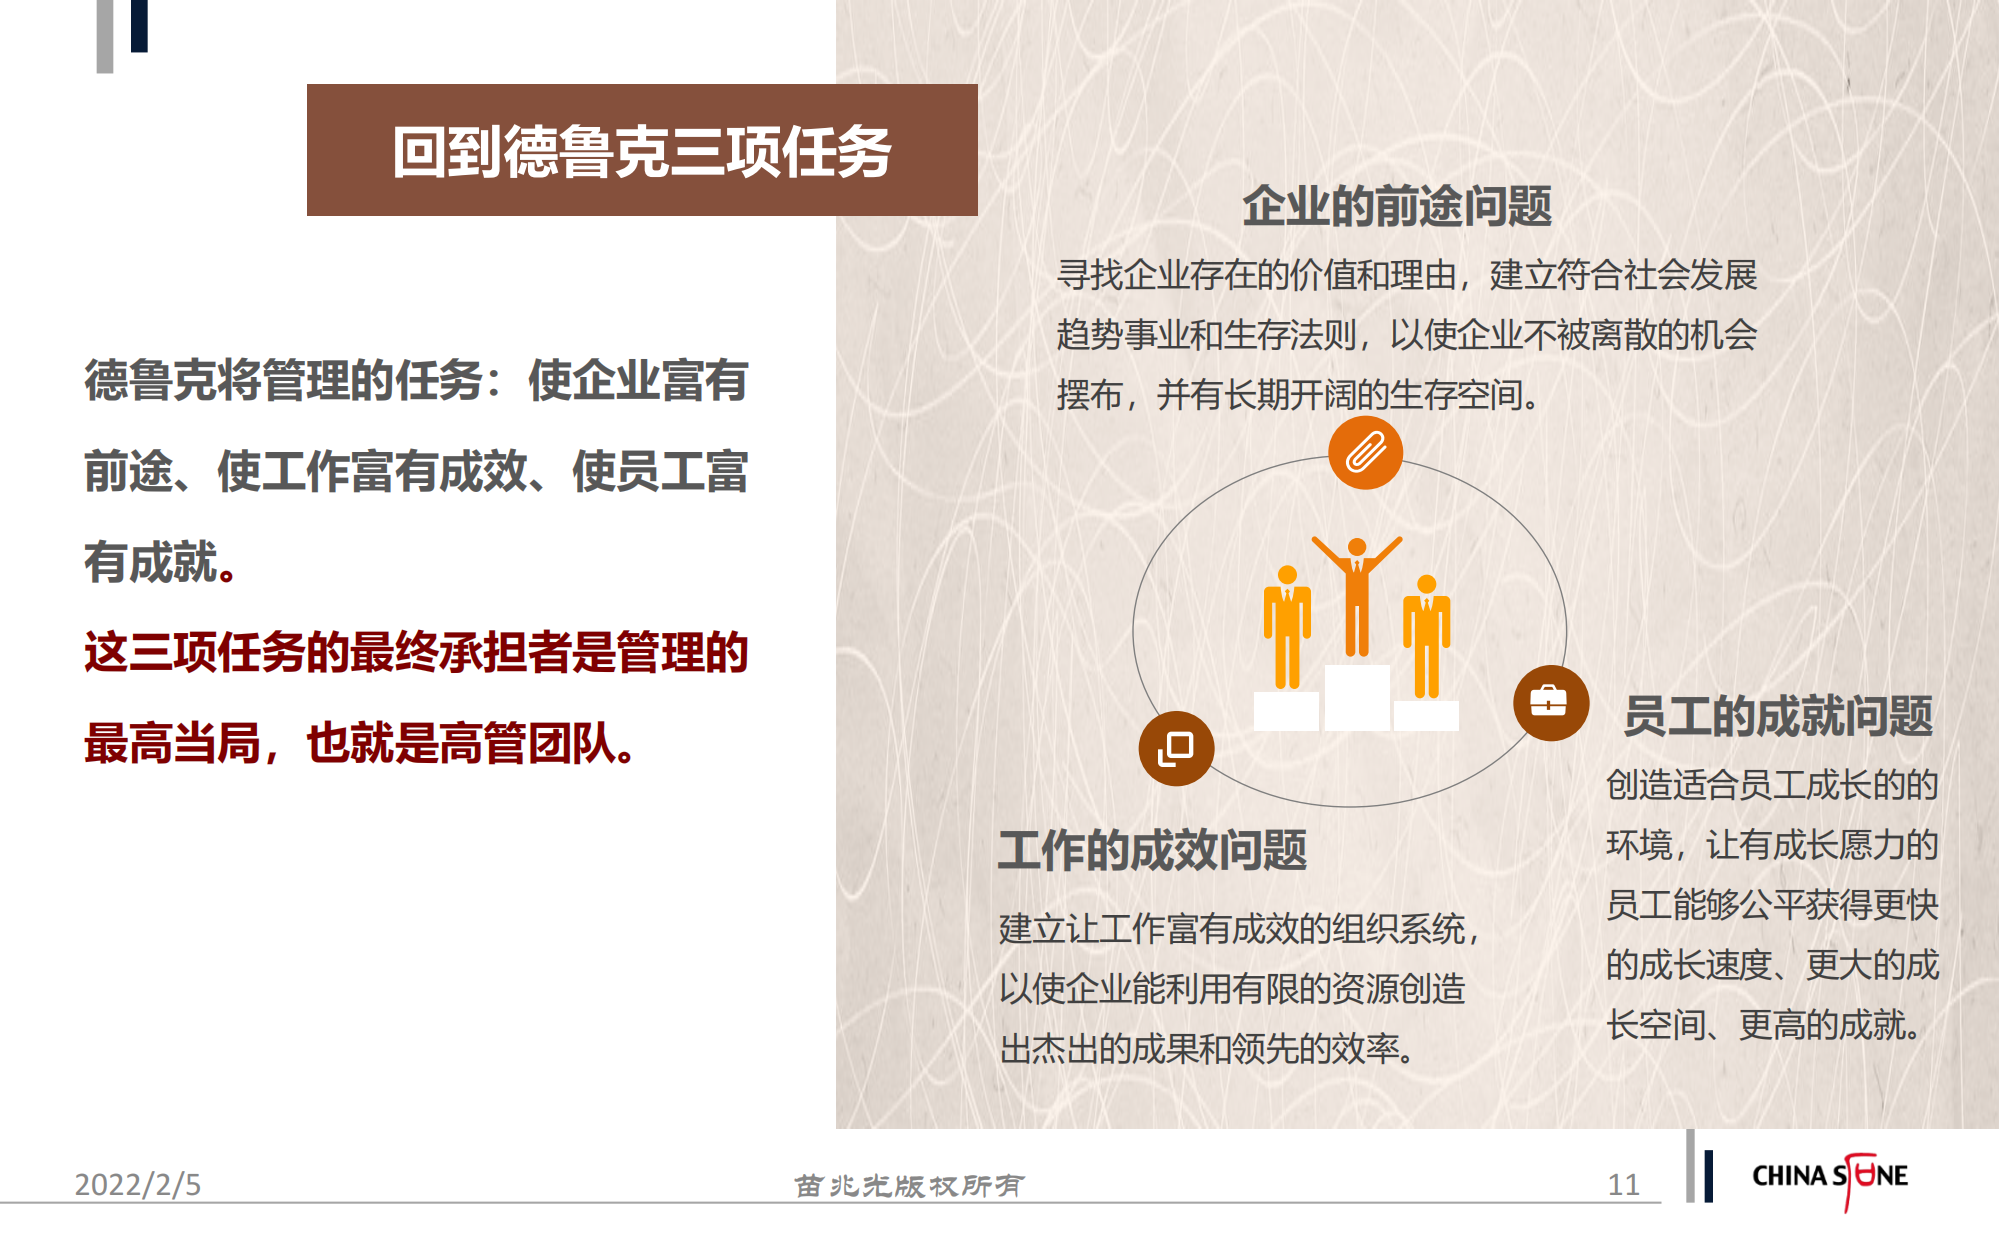 回到德鲁克三项任务
德鲁克将管理的任务：使企业富有
前途、使工作富有成效、使员工富
有成就。
这三项任务的最终承担者是管理的
最高当局，也就是高管团队。
企业的前途问题
寻找企业存在的价值和理由，建立符合社会发展
趋势事业和生存法则，以使企业不被离散的机会
摆布，并有长期开阔的生存空间。
员工的成就问题
创造适合员工成长的的
环境，让有成长愿力的
员工能够公平获得更快
的成长速度、更大的成
长空间、更高的成就。
工作的成效问题
建立让工作富有成效的组织系统，
以使企业能利用有限的资源创造
出杰出的成果和领先的效率。
2022/2/5
苗兆光版权所有
11
CHINA STONE